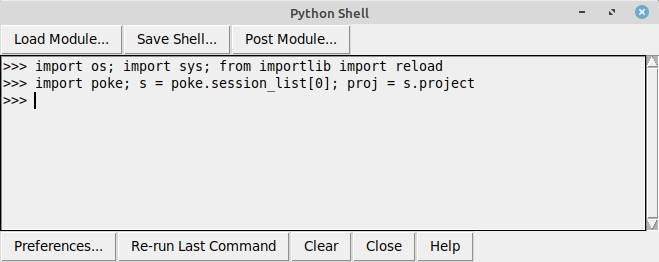 Python Shell
Load Module... Save Shell... Post Module...
>>> import os; import sys; from importlib import reload
>>> import poke; s = poke.session_list[0]; proj = s.project
>>>
Preferences... Re-run Last Command Clear Close Help